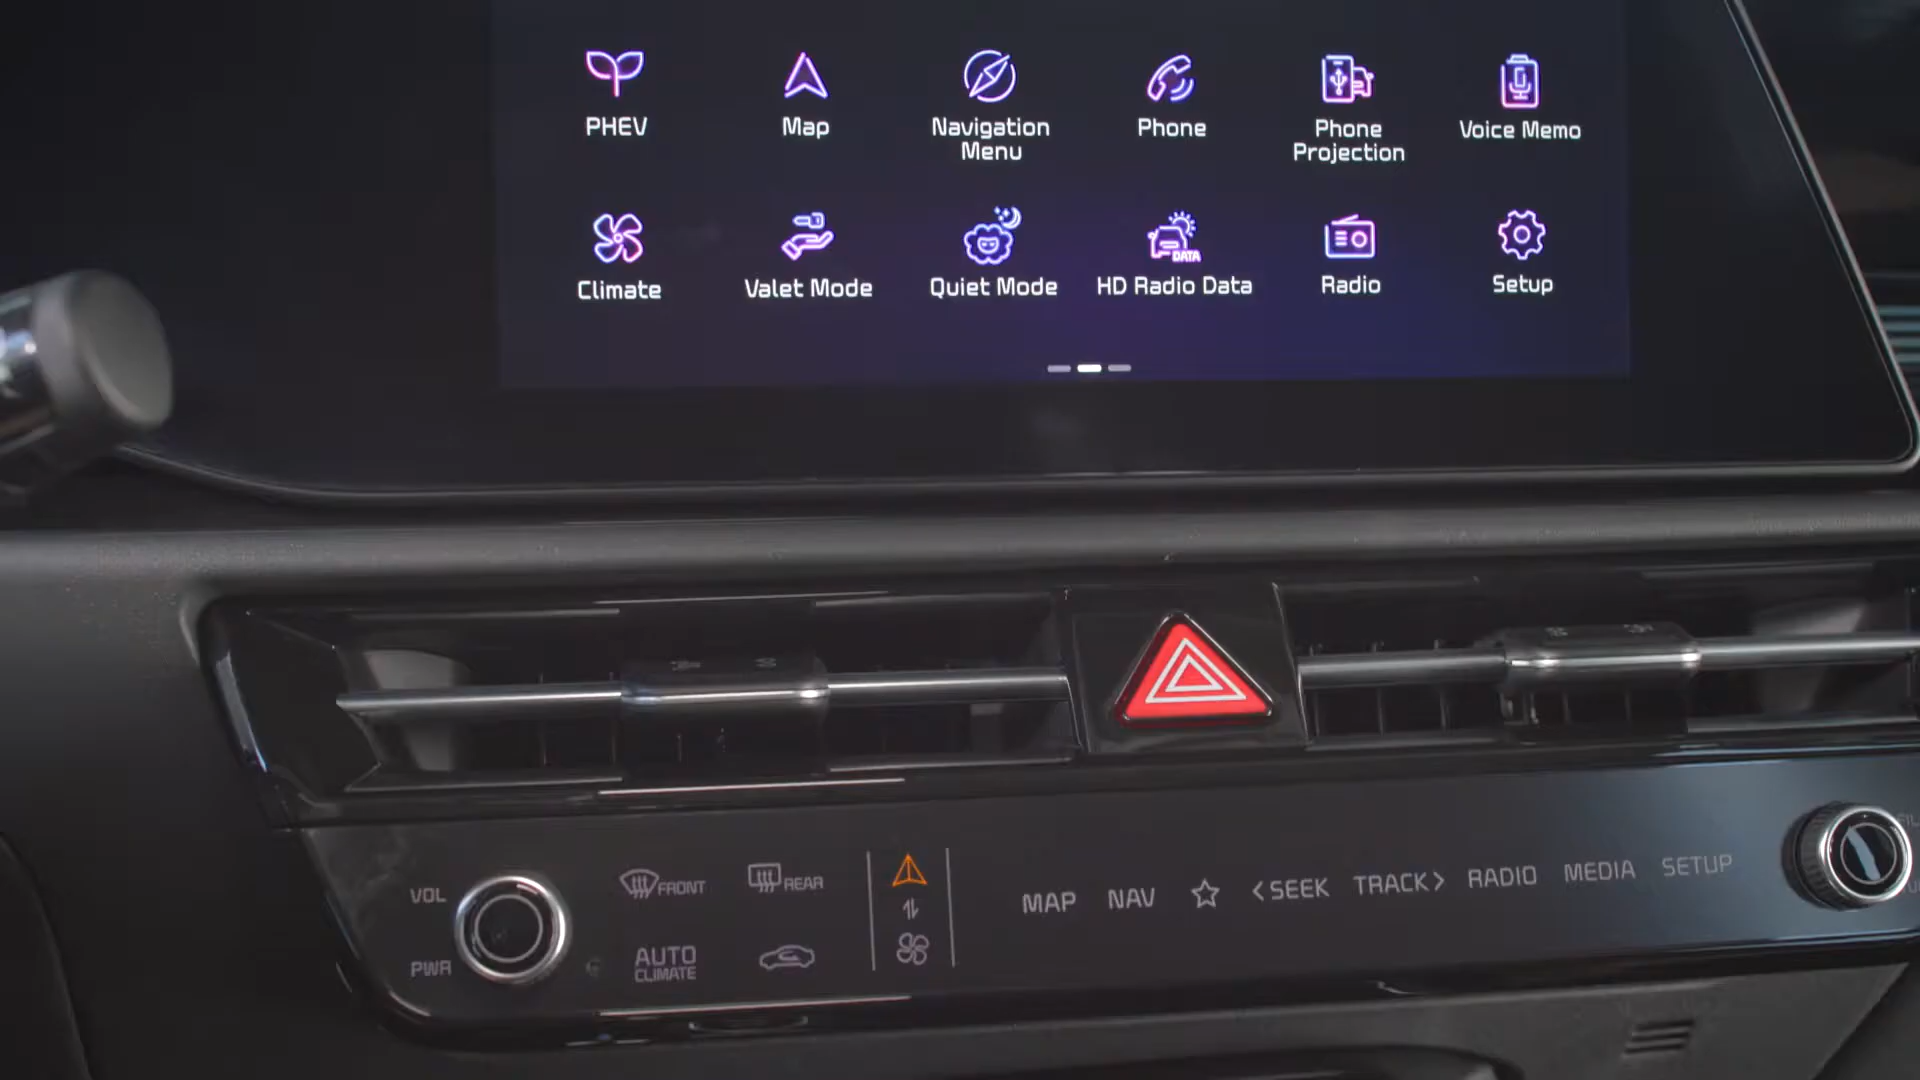 PHEV
Map
Navigation
Menu
Phone
Phone
Projection
Voice Memo
Climate
Valet Mode
Quiet Mode
DATA
HD Radio Data
Radio
Setup
VOL
PWR
FRONT
REAR
AUTO
CLIMATE
MAP
NAV
<SEEK
TRACK>
RADIO
MEDIA
SETUP